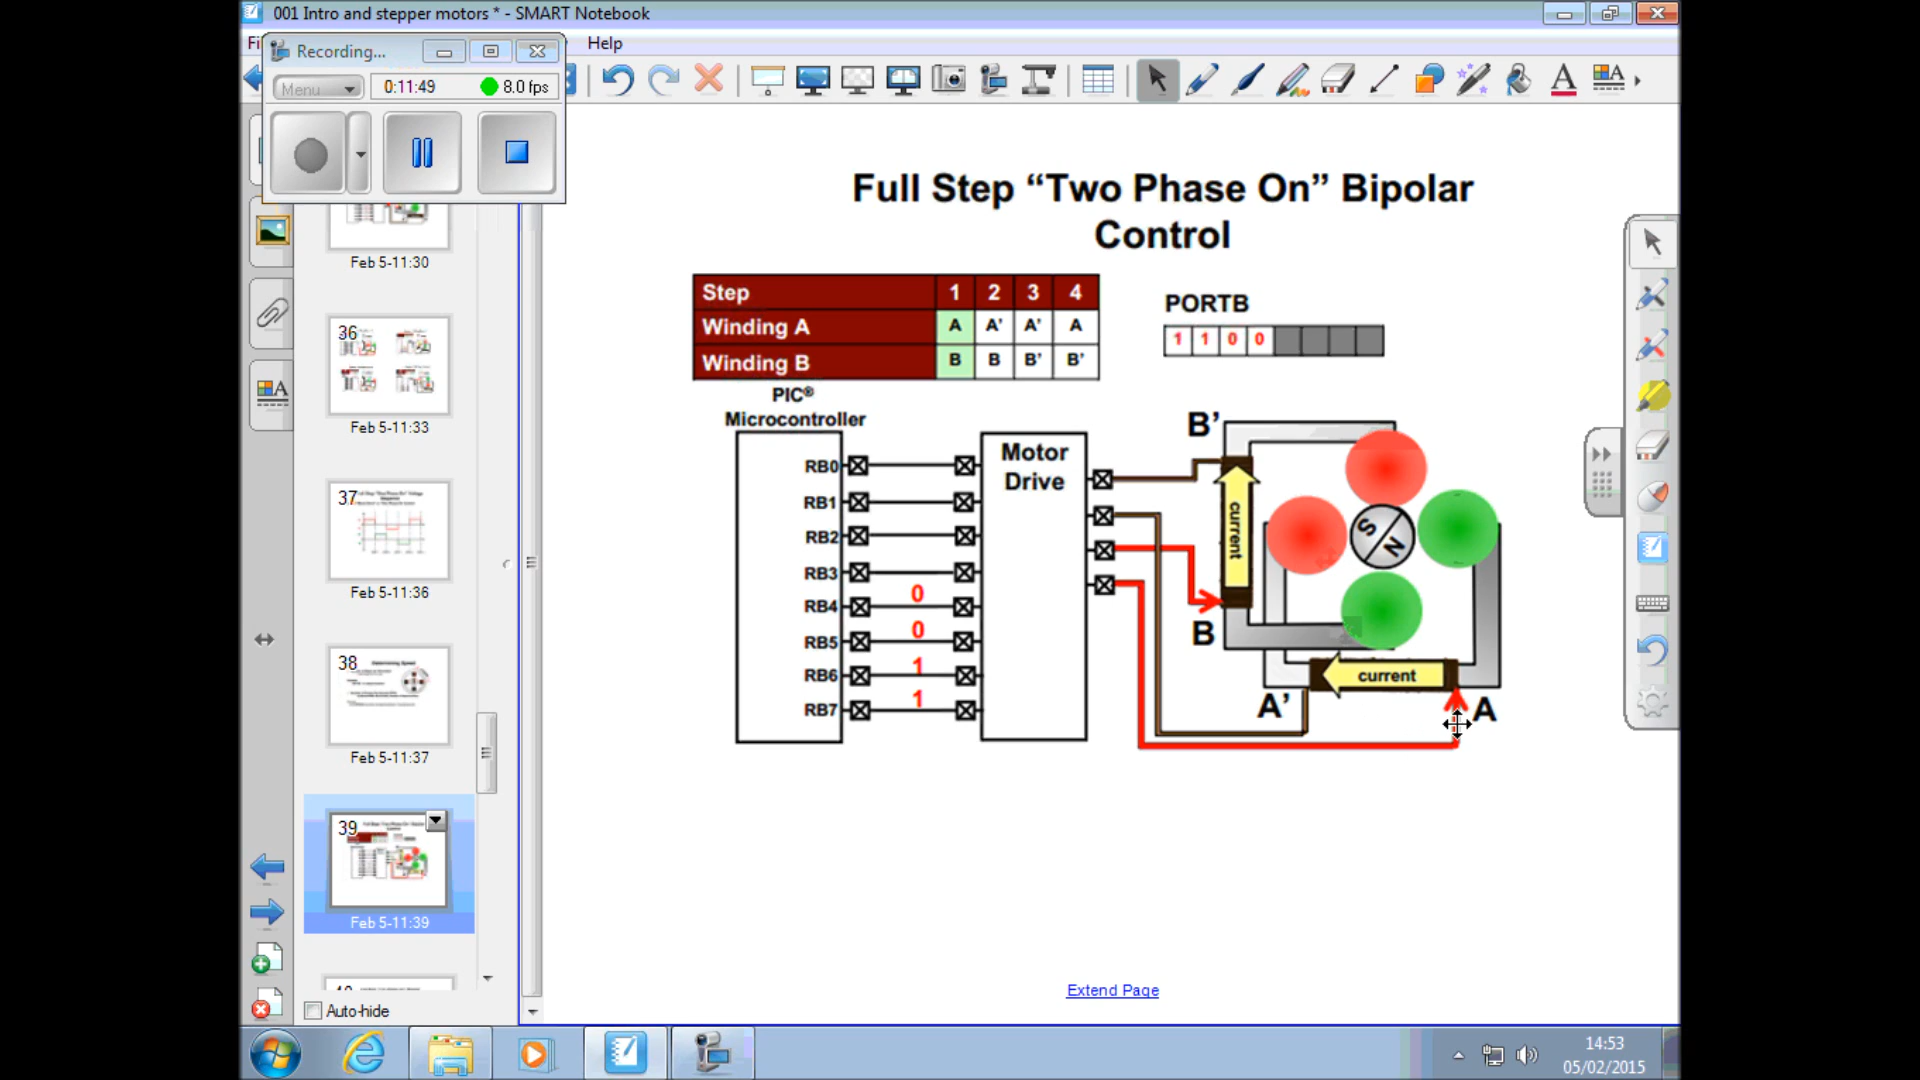 001 Intro and stepper motors * - SMART Notebook
Fi
Help
Recording...
Menu
0:11:49
8.0 fps
Feb 5-11:30
36
Feb 5-11:33
37
Feb 5-11:36
38
Feb 5-11:37
39
Feb 5-11:39
Auto-hide
Full Step “Two Phase On” Bipolar
Control
Step 1 2 3 4
Winding A A A’ A’ A
Winding B B B B’ B’
PORTB
1 1 0 0
PIC®
Microcontroller
RB0
RB1
RB2
RB3
RB4 0
RB5 0
RB6 1
RB7 1
Motor
Drive
B’
current
S
N
B
current
A’
A
Extend Page
14:53
05/02/2015